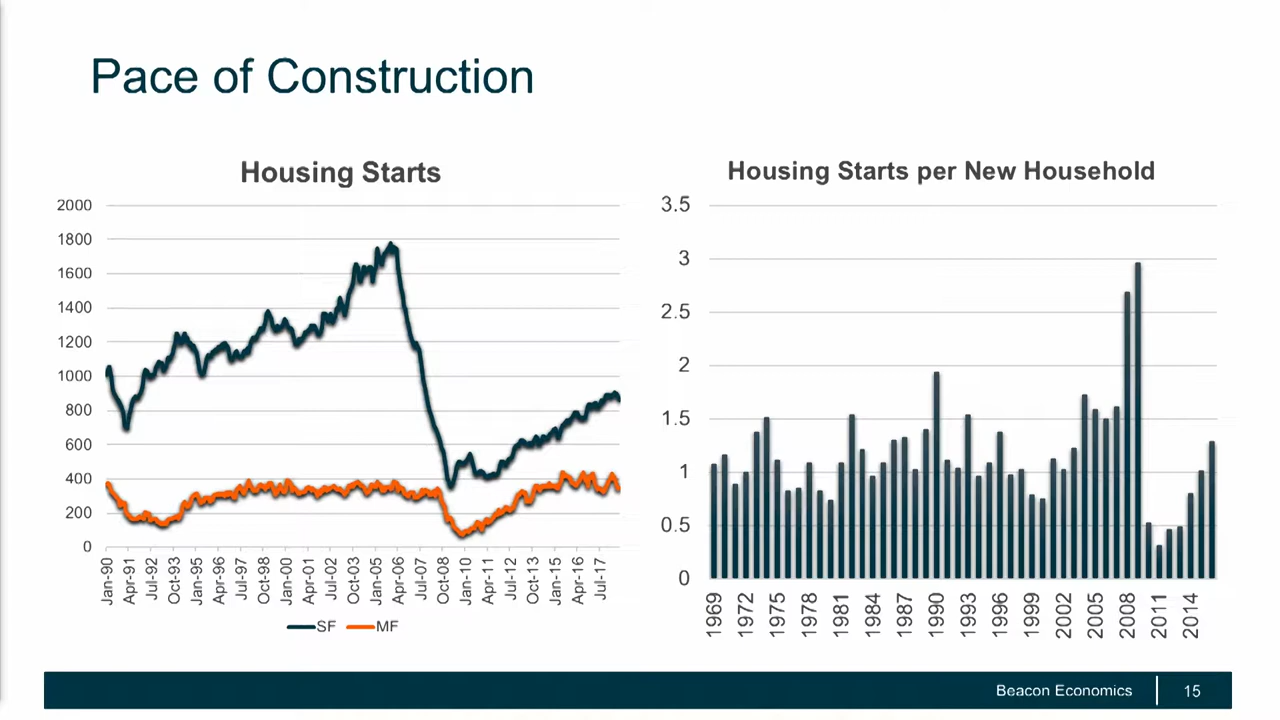 Pace of Construction
Housing Starts
2000
1800
1600
1400
1200
1000
800
600
400
200
0
Jan-90
Apr-91
Jul-92
Oct-93
Jan-95
Apr-96
Jul-97
Oct-98
Jan-00
Apr-01
Jul-02
Oct-03
Jan-05
Apr-06
Jul-07
Oct-08
Jan-10
Apr-11
Jul-12
Oct-13
Jan-15
Apr-16
Jul-17
SF MF
Housing Starts per New Household
3.5
3
2.5
2
1.5
1
0.5
0
1969
1972
1975
1978
1981
1984
1987
1990
1993
1996
1999
2002
2005
2008
2011
2014
Beacon Economics 15